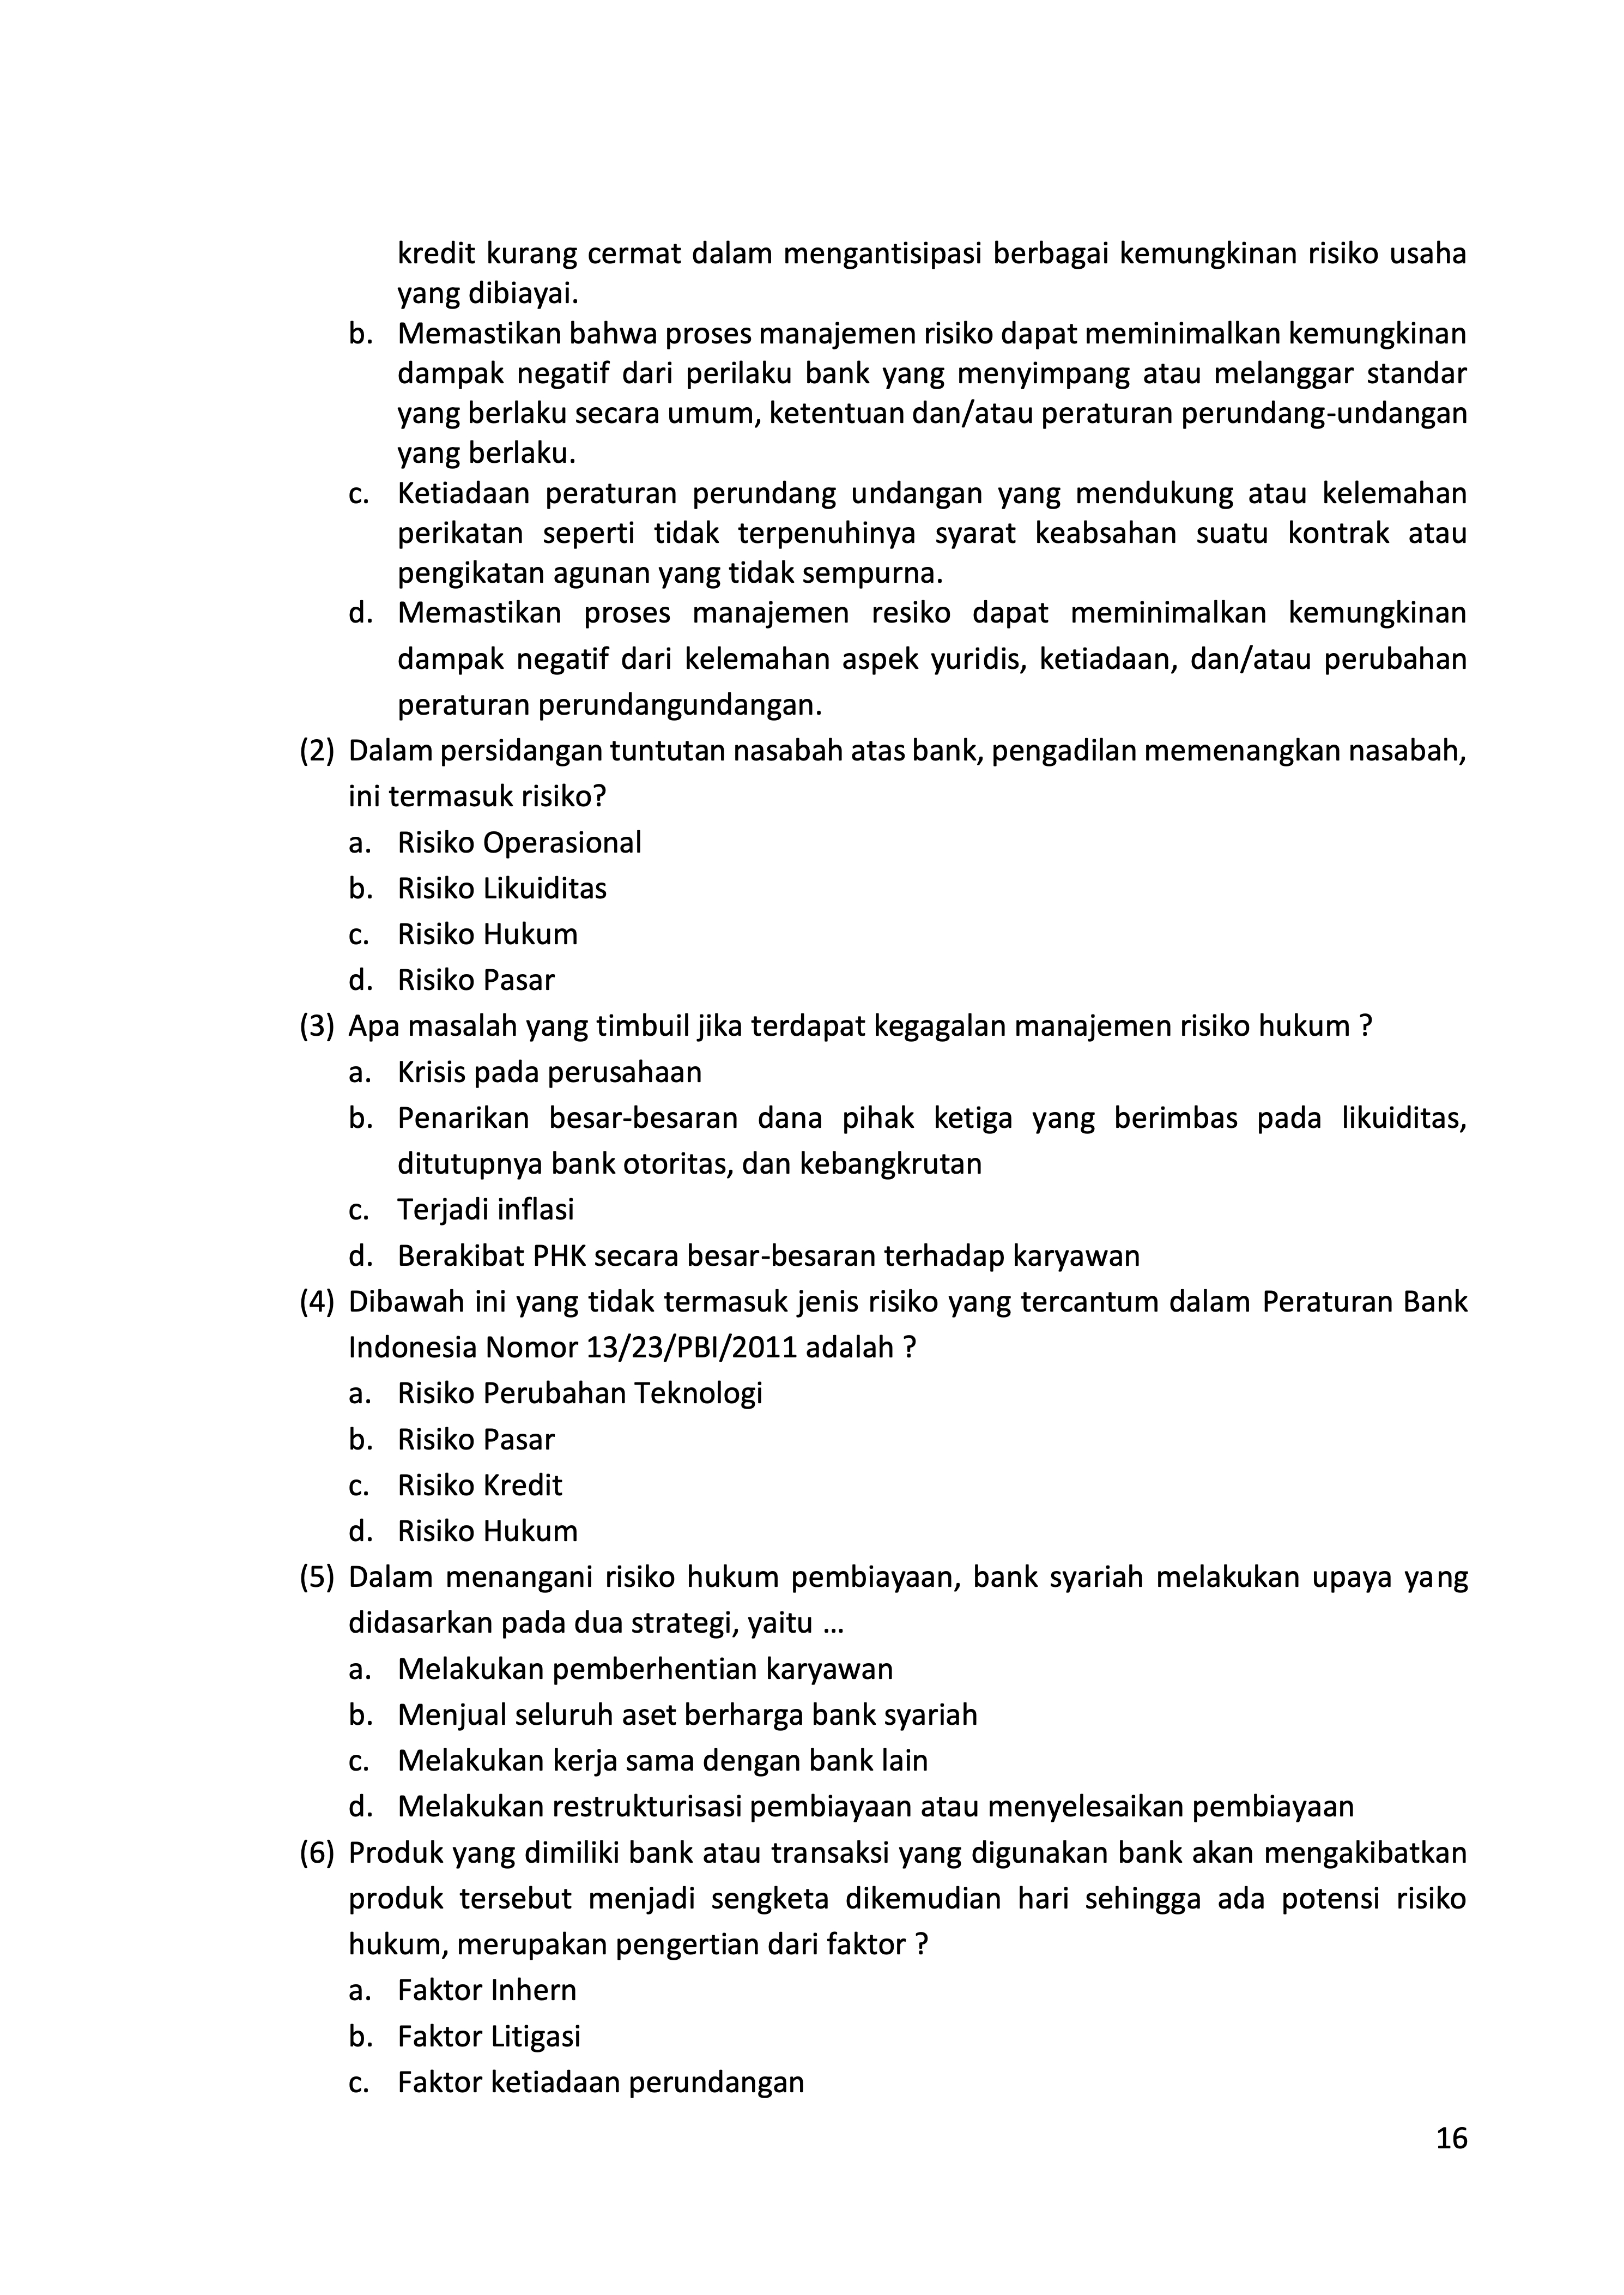 kredit kurang cermat dalam mengantisipasi berbagai kemungkinan risiko usaha
yang dibiayai.
b. Memastikan bahwa proses manajemen risiko dapat meminimalkan kemungkinan
dampak negatif dari perilaku bank yang menyimpang atau melanggar standar
yang berlaku secara umum, ketentuan dan/atau peraturan perundang-undangan
yang berlaku.
c. Ketiadaan peraturan perundang undangan yang mendukung atau kelemahan
perikatan seperti tidak terpenuhinya syarat keabsahan suatu kontrak atau
pengikatan agunan yang tidak sempurna.
d. Memastikan proses manajemen resiko dapat meminimalkan kemungkinan
dampak negatif dari kelemahan aspek yuridis, ketiadaan, dan/atau perubahan
peraturan perundangundangan.
(2) Dalam persidangan tuntutan nasabah atas bank, pengadilan memenangkan nasabah,
ini termasuk risiko?
a. Risiko Operasional
b. Risiko Likuiditas
c. Risiko Hukum
d. Risiko Pasar
(3) Apa masalah yang timbuil jika terdapat kegagalan manajemen risiko hukum ?
a. Krisis pada perusahaan
b. Penarikan besar-besaran dana pihak ketiga yang berimbas pada likuiditas,
ditutupnya bank otoritas, dan kebangkrutan
c. Terjadi inflasi
d. Berakibat PHK secara besar-besaran terhadap karyawan
(4) Dibawah ini yang tidak termasuk jenis risiko yang tercantum dalam Peraturan Bank
Indonesia Nomor 13/23/PBI/2011 adalah ?
a. Risiko Perubahan Teknologi
b. Risiko Pasar
c. Risiko Kredit
d. Risiko Hukum
(5) Dalam menangani risiko hukum pembiayaan, bank syariah melakukan upaya yang
didasarkan pada dua strategi, yaitu ...
a. Melakukan pemberhentian karyawan
b. Menjual seluruh aset berharga bank syariah
c. Melakukan kerja sama dengan bank lain
d. Melakukan restrukturisasi pembiayaan atau menyelesaikan pembiayaan
(6) Produk yang dimiliki bank atau transaksi yang digunakan bank akan mengakibatkan
produk tersebut menjadi sengketa dikemudian hari sehingga ada potensi risiko
hukum, merupakan pengertian dari faktor ?
a. Faktor Inhern
b. Faktor Litigasi
c. Faktor ketiadaan perundangan
16